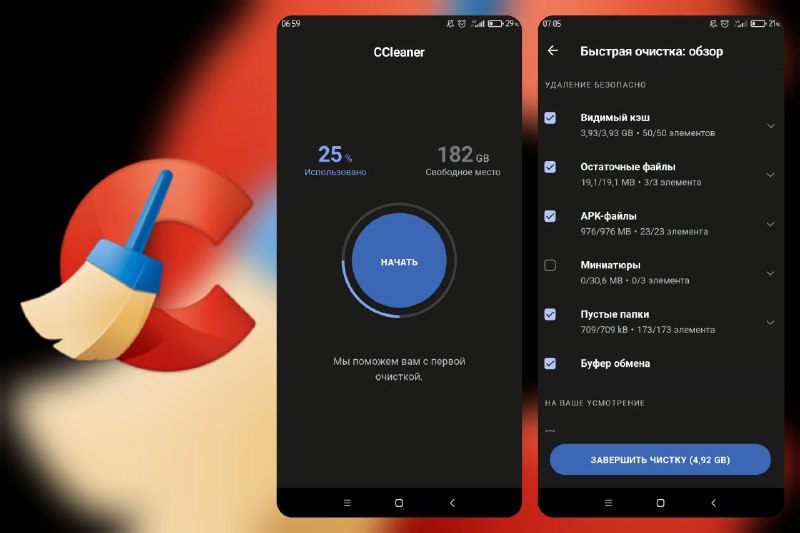 06:59
29%
CCleaner
25 %
Использовано
182 GB
Свободное место
НАЧАТЬ
Мы поможем вам с первой
очисткой.
07:05
21%
Быстрая очистка: обзор
УДАЛЕНИЕ БЕЗОПАСНО
Видимый кэш
3,93/3,93 GB • 50/50 элементов
Остаточные файлы
19,1/19,1 MB • 3/3 элемента
APK-файлы
976/976 MB • 23/23 элемента
Миниатюры
0/30,6 MB • 0/3 элемента
Пустые папки
709/709 kB • 173/173 элемента
Буфер обмена
НА ВАШЕ УСМОТРЕНИЕ
ЗАВЕРШИТЬ ЧИСТКУ (4,92 GB)